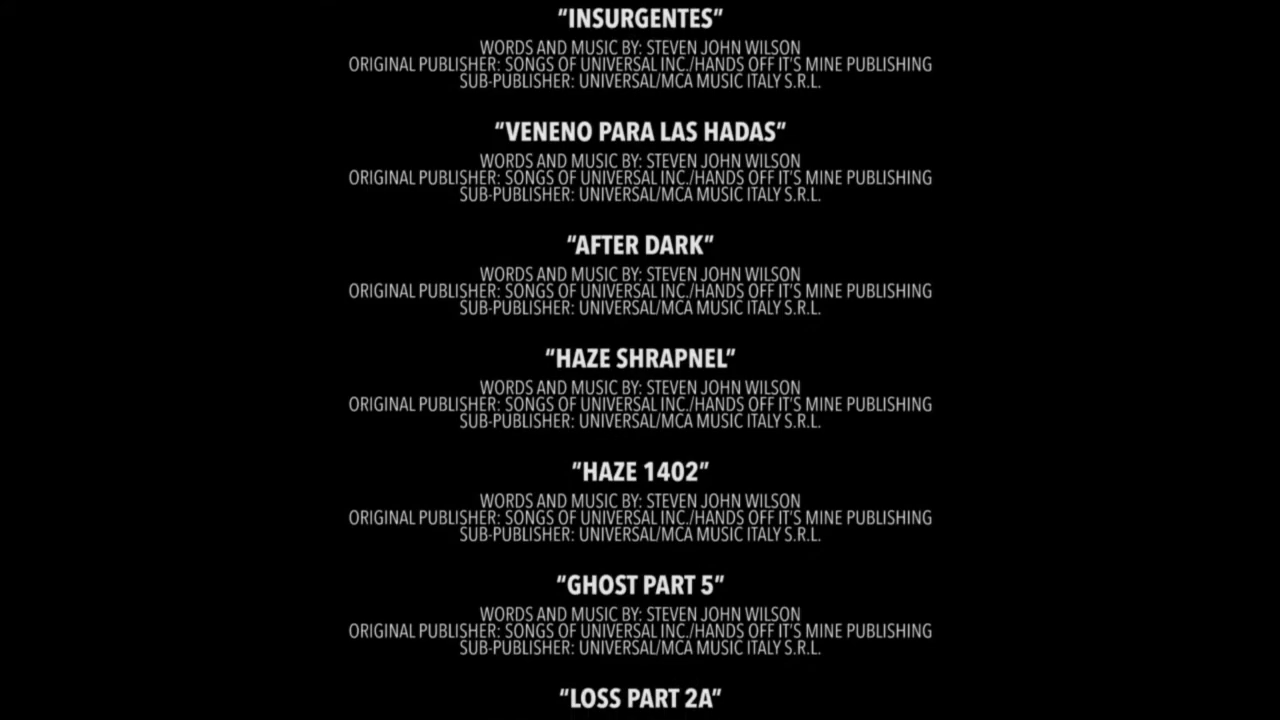 “INSURGENTES”
WORDS AND MUSIC BY: STEVEN JOHN WILSON
ORIGINAL PUBLISHER: SONGS OF UNIVERSAL INC./HANDS OFF IT'S MINE PUBLISHING
SUB-PUBLISHER: UNIVERSAL/MCA MUSIC ITALY S.R.L.
“VENENO PARA LAS HADAS”
WORDS AND MUSIC BY: STEVEN JOHN WILSON
ORIGINAL PUBLISHER: SONGS OF UNIVERSAL INC./HANDS OFF IT'S MINE PUBLISHING
SUB-PUBLISHER: UNIVERSAL/MCA MUSIC ITALY S.R.L.
“AFTER DARK”
WORDS AND MUSIC BY: STEVEN JOHN WILSON
ORIGINAL PUBLISHER: SONGS OF UNIVERSAL INC./HANDS OFF IT'S MINE PUBLISHING
SUB-PUBLISHER: UNIVERSAL/MCA MUSIC ITALY S.R.L.
“HAZE SHRAPNEL”
WORDS AND MUSIC BY: STEVEN JOHN WILSON
ORIGINAL PUBLISHER: SONGS OF UNIVERSAL INC./HANDS OFF IT'S MINE PUBLISHING
SUB-PUBLISHER: UNIVERSAL/MCA MUSIC ITALY S.R.L.
“HAZE 1402”
WORDS AND MUSIC BY: STEVEN JOHN WILSON
ORIGINAL PUBLISHER: SONGS OF UNIVERSAL INC./HANDS OFF IT'S MINE PUBLISHING
SUB-PUBLISHER: UNIVERSAL/MCA MUSIC ITALY S.R.L.
“GHOST PART 5”
WORDS AND MUSIC BY: STEVEN JOHN WILSON
ORIGINAL PUBLISHER: SONGS OF UNIVERSAL INC./HANDS OFF IT'S MINE PUBLISHING
SUB-PUBLISHER: UNIVERSAL/MCA MUSIC ITALY S.R.L.
“LOSS PART 2A”